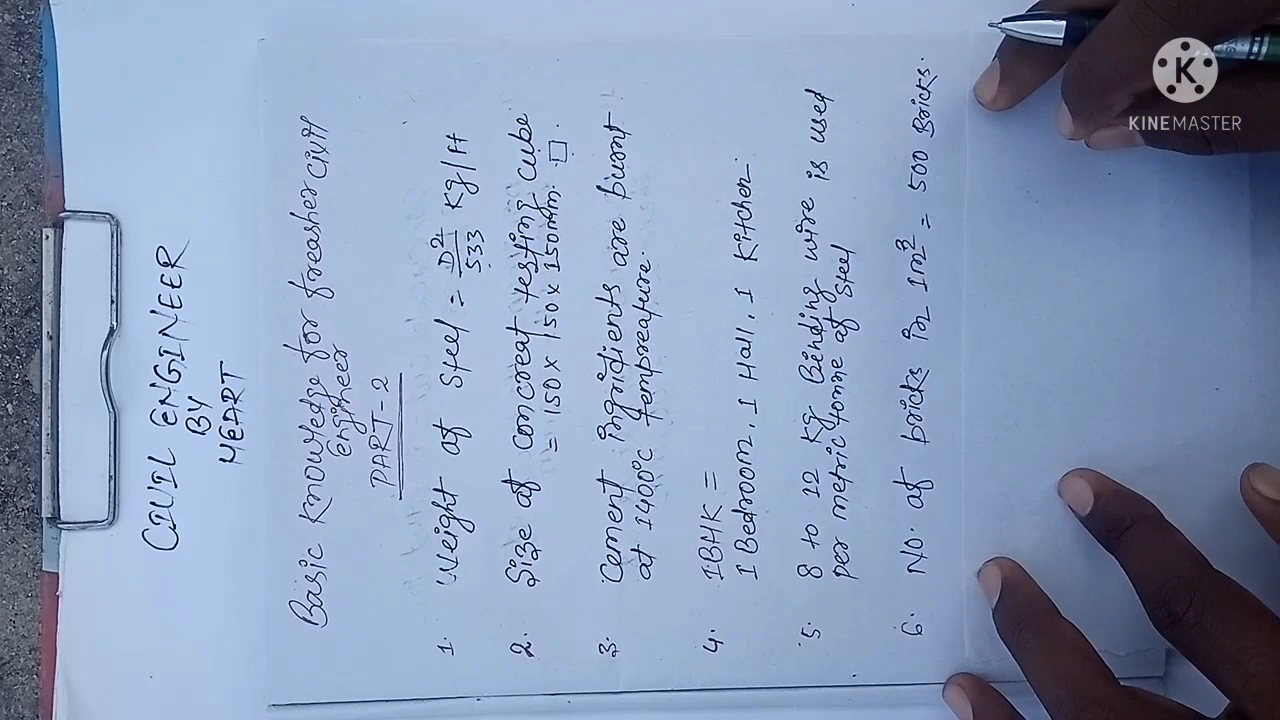 CIVIL ENGINEER
BY
HEART
Basic knowledge for freasher civil
engineer
PART-2
1. Weight of Steel = D²/533 kg/ft
2. Size of concreat testing cube
= 150 x 150 x 150mm.
3. Cement ingridients are burnt
at 1400°c tempreature.
4. 1BHK =
1 Bedroom, 1 Hall, 1 Kitchen.
5. 8 to 12 kg Binding wire is used
per metric tonne of Steel
6. No. of bricks in 1m³ = 500 Bricks.
KINEMASTER